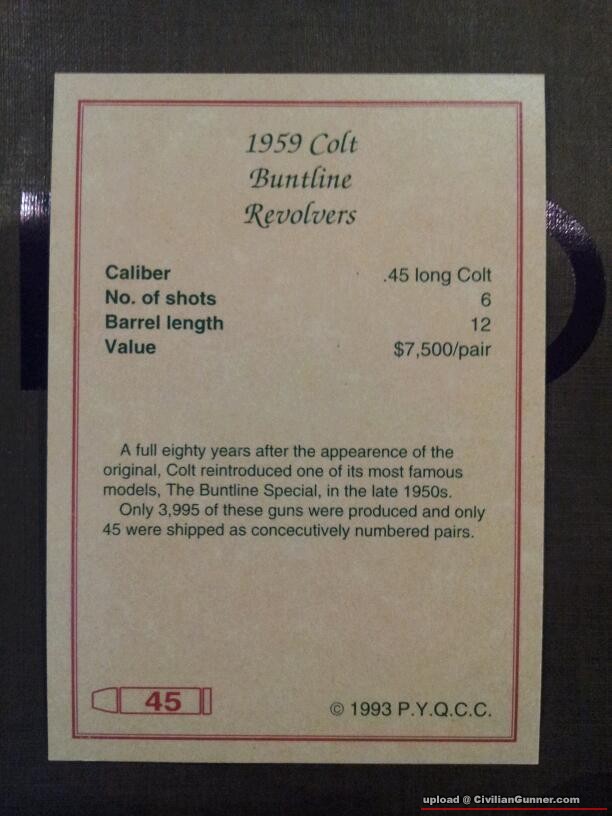 1959 Colt
Buntline
Revolvers
Caliber .45 long Colt
No. of shots 6
Barrel length 12
Value $7,500/pair
A full eighty years after the appearence of the
original, Colt reintroduced one of its most famous
models, The Buntline Special, in the late 1950s.
Only 3,995 of these guns were produced and only
45 were shipped as concecutively numbered pairs.
45
© 1993 P.Y.Q.C.C.
upload @ CivilianGunner.com